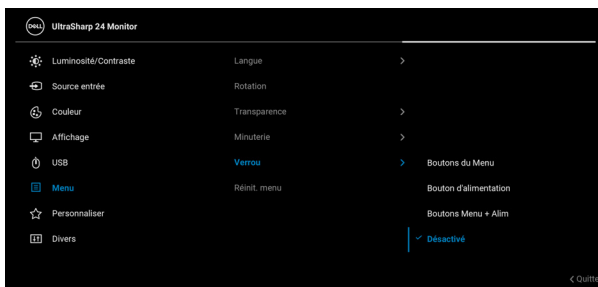 DELL UltraSharp 24 Monitor
Luminosité/Contraste
Source entrée
Couleur
Affichage
USB
Menu
Personnaliser
Divers
Langue
Rotation
Transparence
Minuterie
Verrou
Réinit. menu
Boutons du Menu
Bouton d'alimentation
Boutons Menu + Alim
Désactivé
Quitte